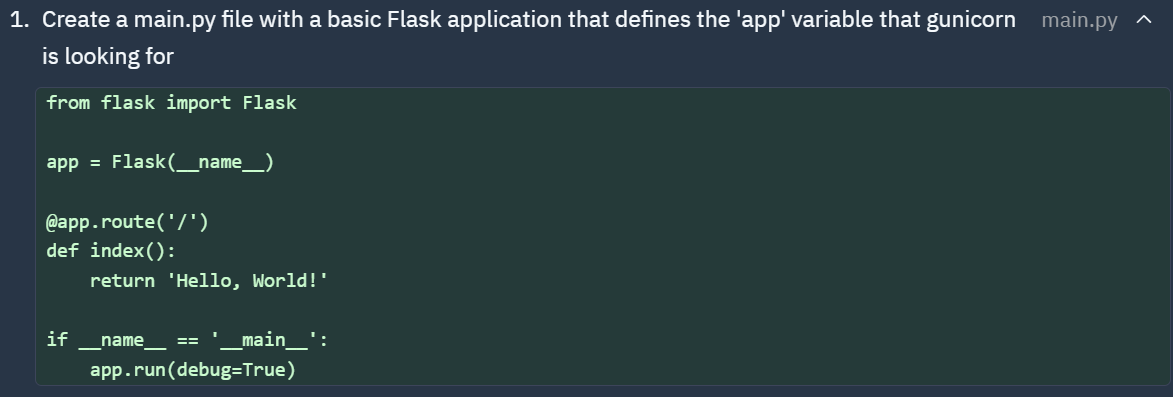 1. Create a main.py file with a basic Flask application that defines the 'app' variable that gunicorn main.py
is looking for
from flask import Flask
app = Flask(__name__)
@app.route('/')
def index():
    return 'Hello, World!'
if __name__ == '__main__':
    app.run(debug=True)